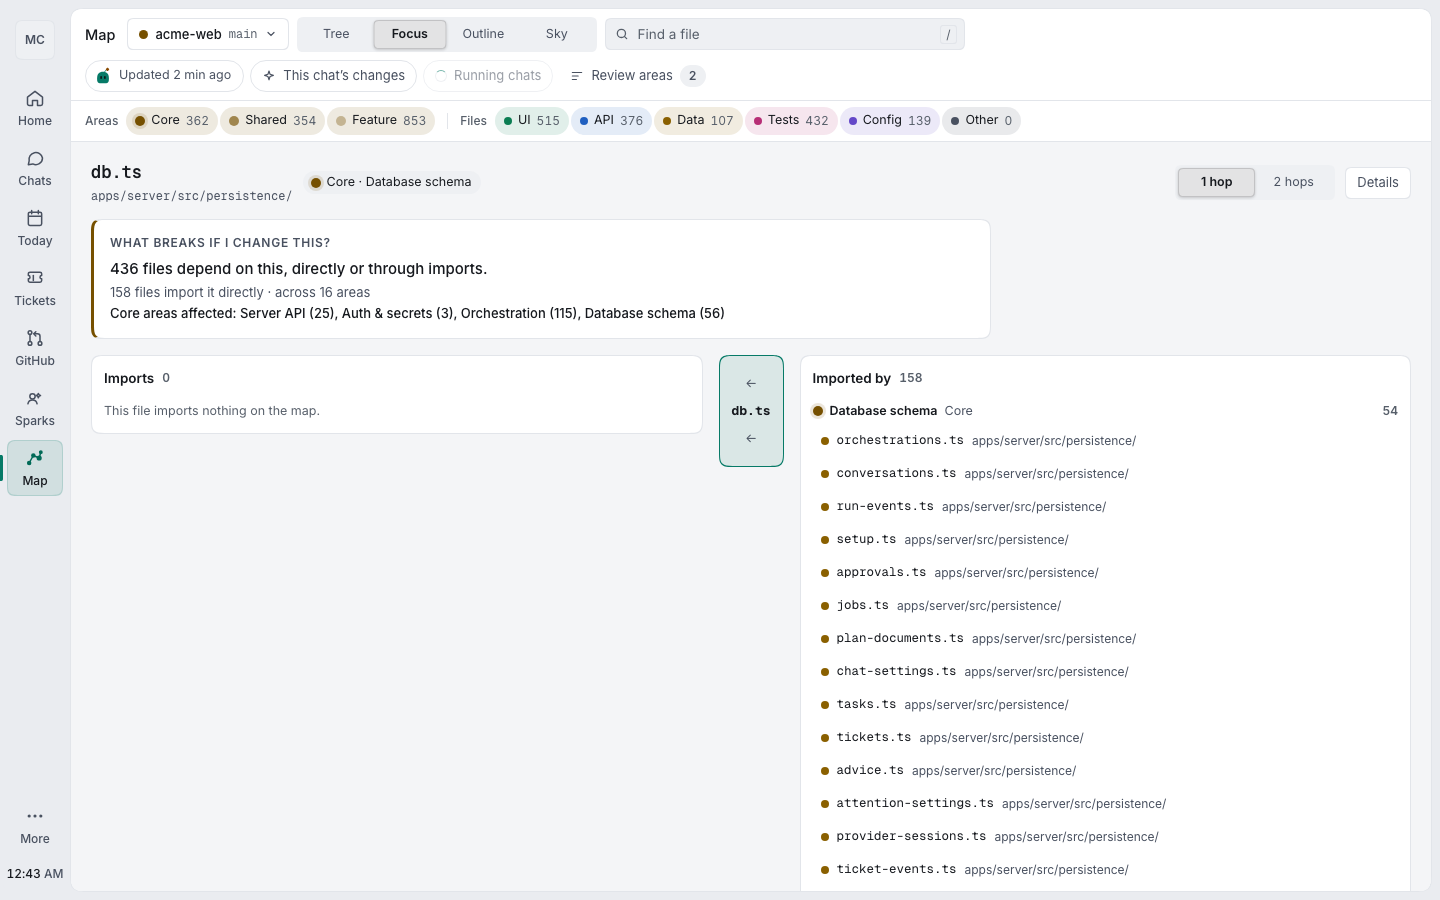 MC
Home
Chats
Today
Tickets
GitHub
Sparks
Map
More
12:43 AM
Map
acme-web main
Tree Focus Outline Sky
Find a file /
Updated 2 min ago
This chat's changes
Running chats
Review areas 2
Areas Core 362 Shared 354 Feature 853 Files UI 515 API 376 Data 107 Tests 432 Config 139 Other 0
db.ts
apps/server/src/persistence/
Core · Database schema
1 hop 2 hops Details
WHAT BREAKS IF I CHANGE THIS?
436 files depend on this, directly or through imports.
158 files import it directly · across 16 areas
Core areas affected: Server API (25), Auth & secrets (3), Orchestration (115), Database schema (56)
Imports 0
This file imports nothing on the map.
←
db.ts
←
Imported by 158
Database schema Core 54
orchestrations.ts apps/server/src/persistence/
conversations.ts apps/server/src/persistence/
run-events.ts apps/server/src/persistence/
setup.ts apps/server/src/persistence/
approvals.ts apps/server/src/persistence/
jobs.ts apps/server/src/persistence/
plan-documents.ts apps/server/src/persistence/
chat-settings.ts apps/server/src/persistence/
tasks.ts apps/server/src/persistence/
tickets.ts apps/server/src/persistence/
advice.ts apps/server/src/persistence/
attention-settings.ts apps/server/src/persistence/
provider-sessions.ts apps/server/src/persistence/
ticket-events.ts apps/server/src/persistence/